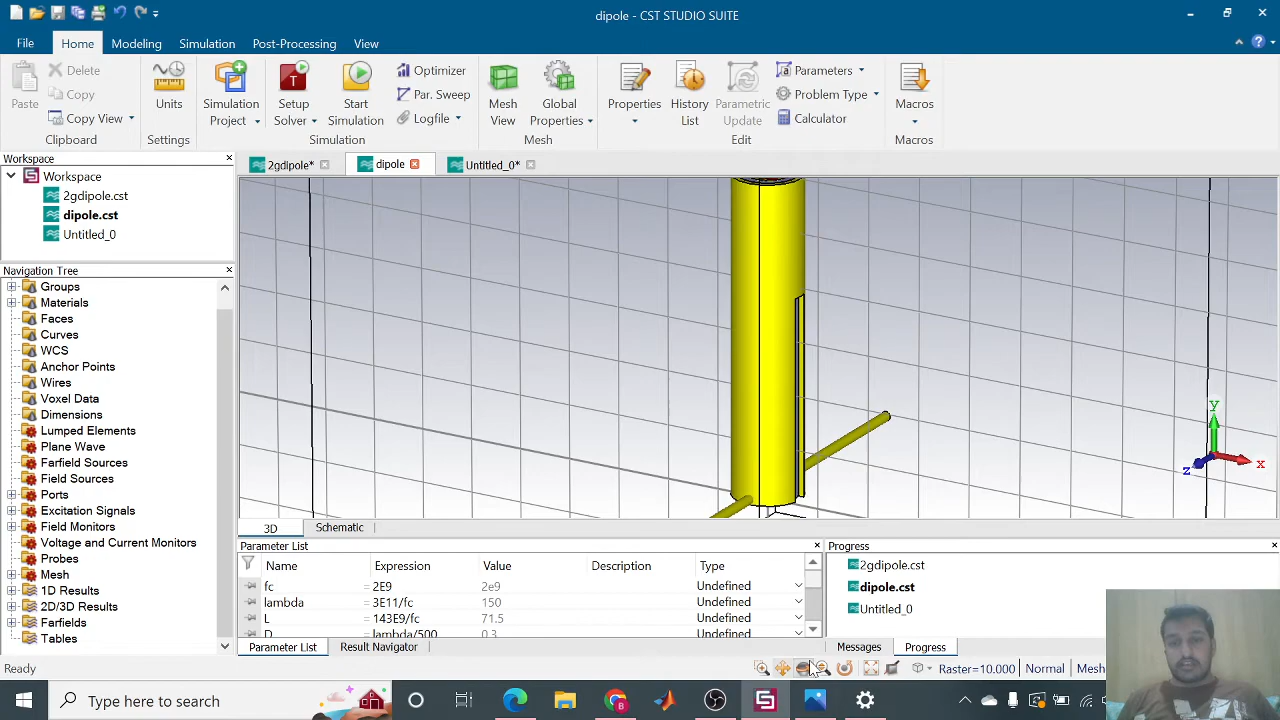 dipole - CST STUDIO SUITE
File Home Modeling Simulation Post-Processing View
Paste
Delete
Copy
Copy View
Clipboard
Units
Settings
Simulation Project
Setup Solver
Start Simulation
Optimizer
Par. Sweep
Logfile
Simulation
Mesh View
Global Properties
Mesh
Properties
History List
Parametric Update
Parameters
Problem Type
Calculator
Edit
Macros
Macros
Workspace
Workspace
2gdipole.cst
dipole.cst
Untitled_0
2gdipole* dipole Untitled_0*
Navigation Tree
Groups
Materials
Faces
Curves
WCS
Anchor Points
Wires
Voxel Data
Dimensions
Lumped Elements
Plane Wave
Farfield Sources
Field Sources
Ports
Excitation Signals
Field Monitors
Voltage and Current Monitors
Probes
Mesh
1D Results
2D/3D Results
Farfields
Tables
y
x
z
3D Schematic
Parameter List
Name Expression Value Description Type
fc = 2E9 2e9 Undefined
lambda = 3E11/fc 150 Undefined
L = 143E9/fc 71.5 Undefined
D = lambda/500 0.3 Undefined
Parameter List Result Navigator
Progress
2gdipole.cst
dipole.cst
Untitled_0
Messages Progress
Ready
Raster=10.000 Normal Mesh
Type here to search